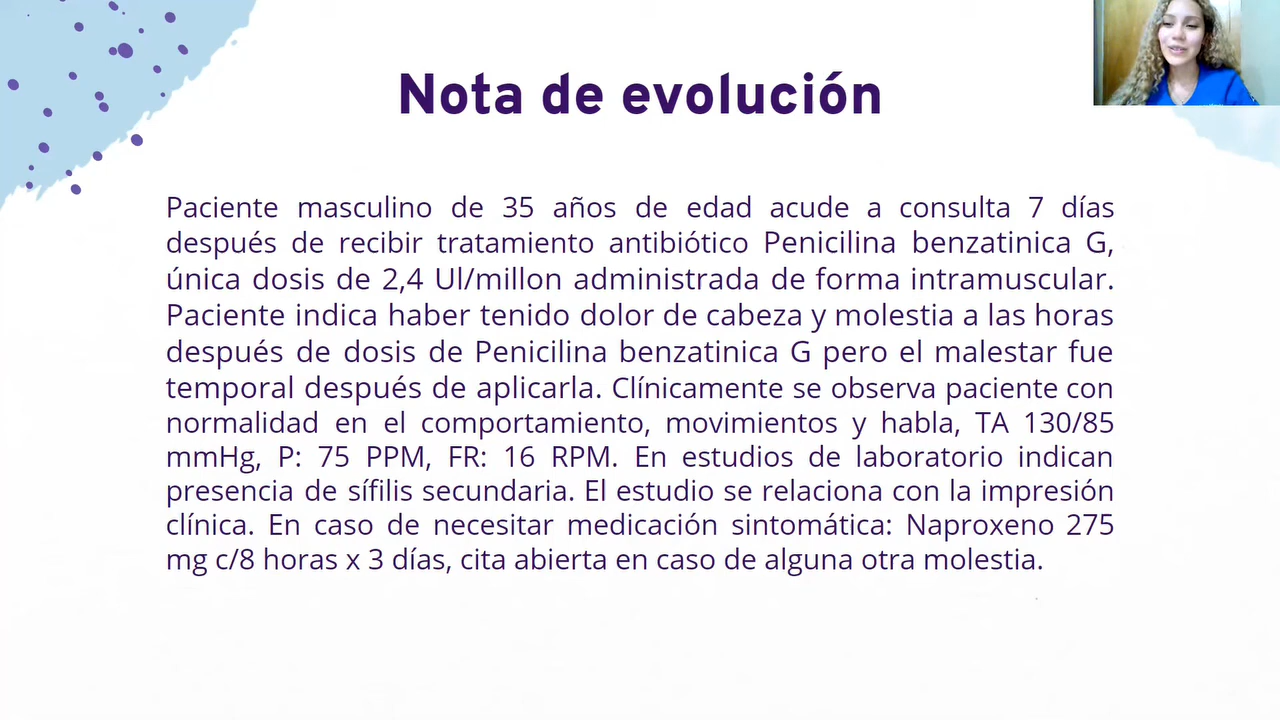 Nota de evolución
Paciente masculino de 35 años de edad acude a consulta 7 días
después de recibir tratamiento antibiótico Penicilina benzatinica G,
única dosis de 2,4 Ul/millon administrada de forma intramuscular.
Paciente indica haber tenido dolor de cabeza y molestia a las horas
después de dosis de Penicilina benzatinica G pero el malestar fue
temporal después de aplicarla. Clínicamente se observa paciente con
normalidad en el comportamiento, movimientos y habla, TA 130/85
mmHg, P: 75 PPM, FR: 16 RPM. En estudios de laboratorio indican
presencia de sífilis secundaria. El estudio se relaciona con la impresión
clínica. En caso de necesitar medicación sintomática: Naproxeno 275
mg c/8 horas x 3 días, cita abierta en caso de alguna otra molestia.